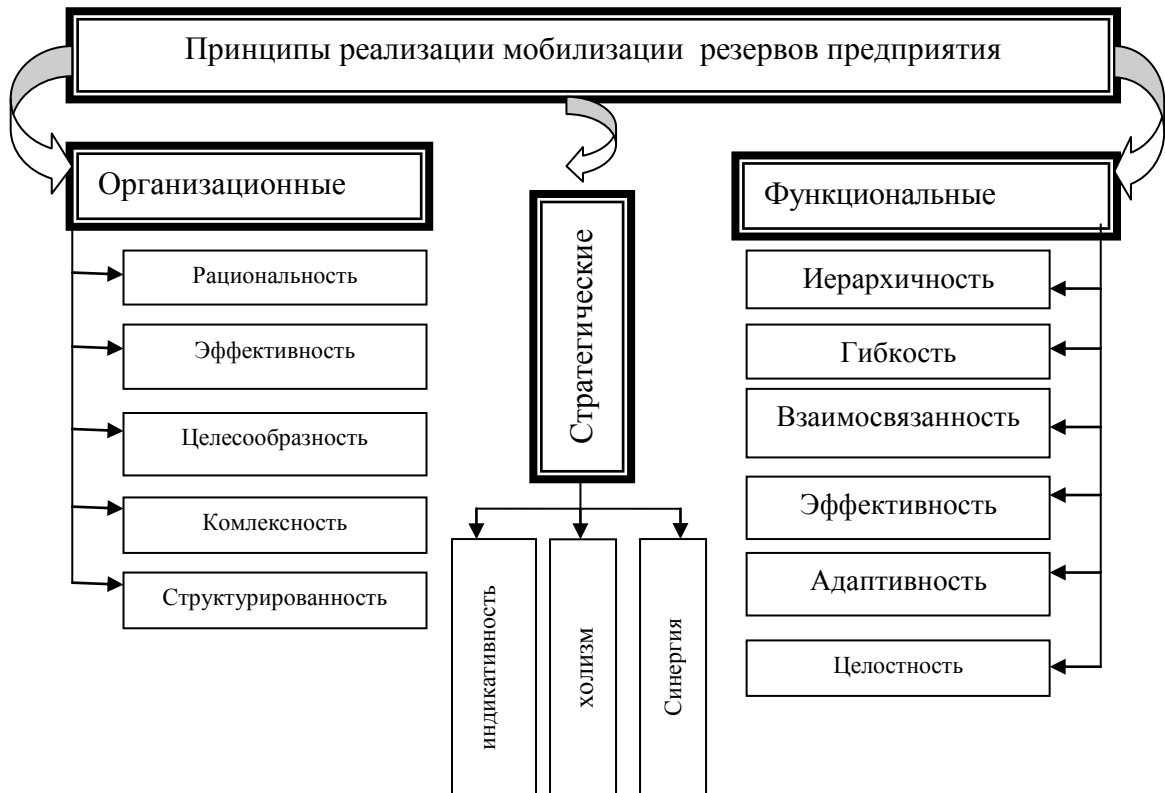 Принципы реализации мобилизации резервов предприятия
Организационные
Рациональность
Эффективность
Целесообразность
Комлексность
Структурированность
Стратегические
индикативность
холизм
Синергия
Функциональные
Иерархичность
Гибкость
Взаимосвязанность
Эффективность
Адаптивность
Целостность